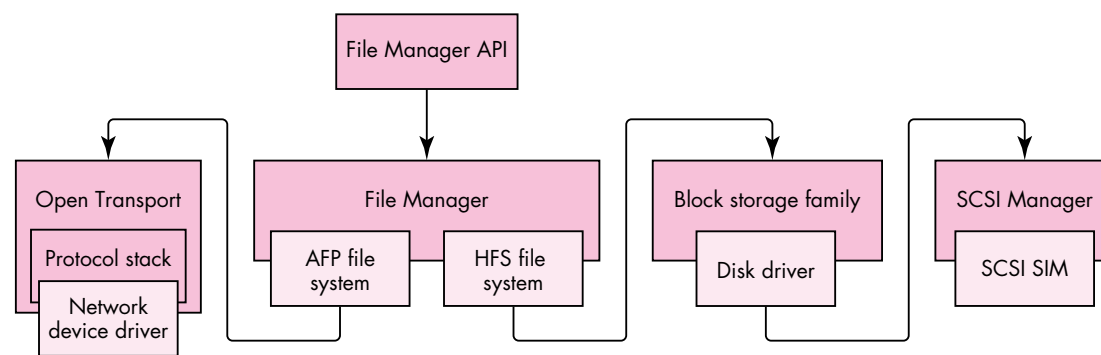 File Manager API
Open Transport
Protocol stack
Network
device driver
File Manager
AFP file
system
HFS file
system
Block storage family
Disk driver
SCSI Manager
SCSI SIM